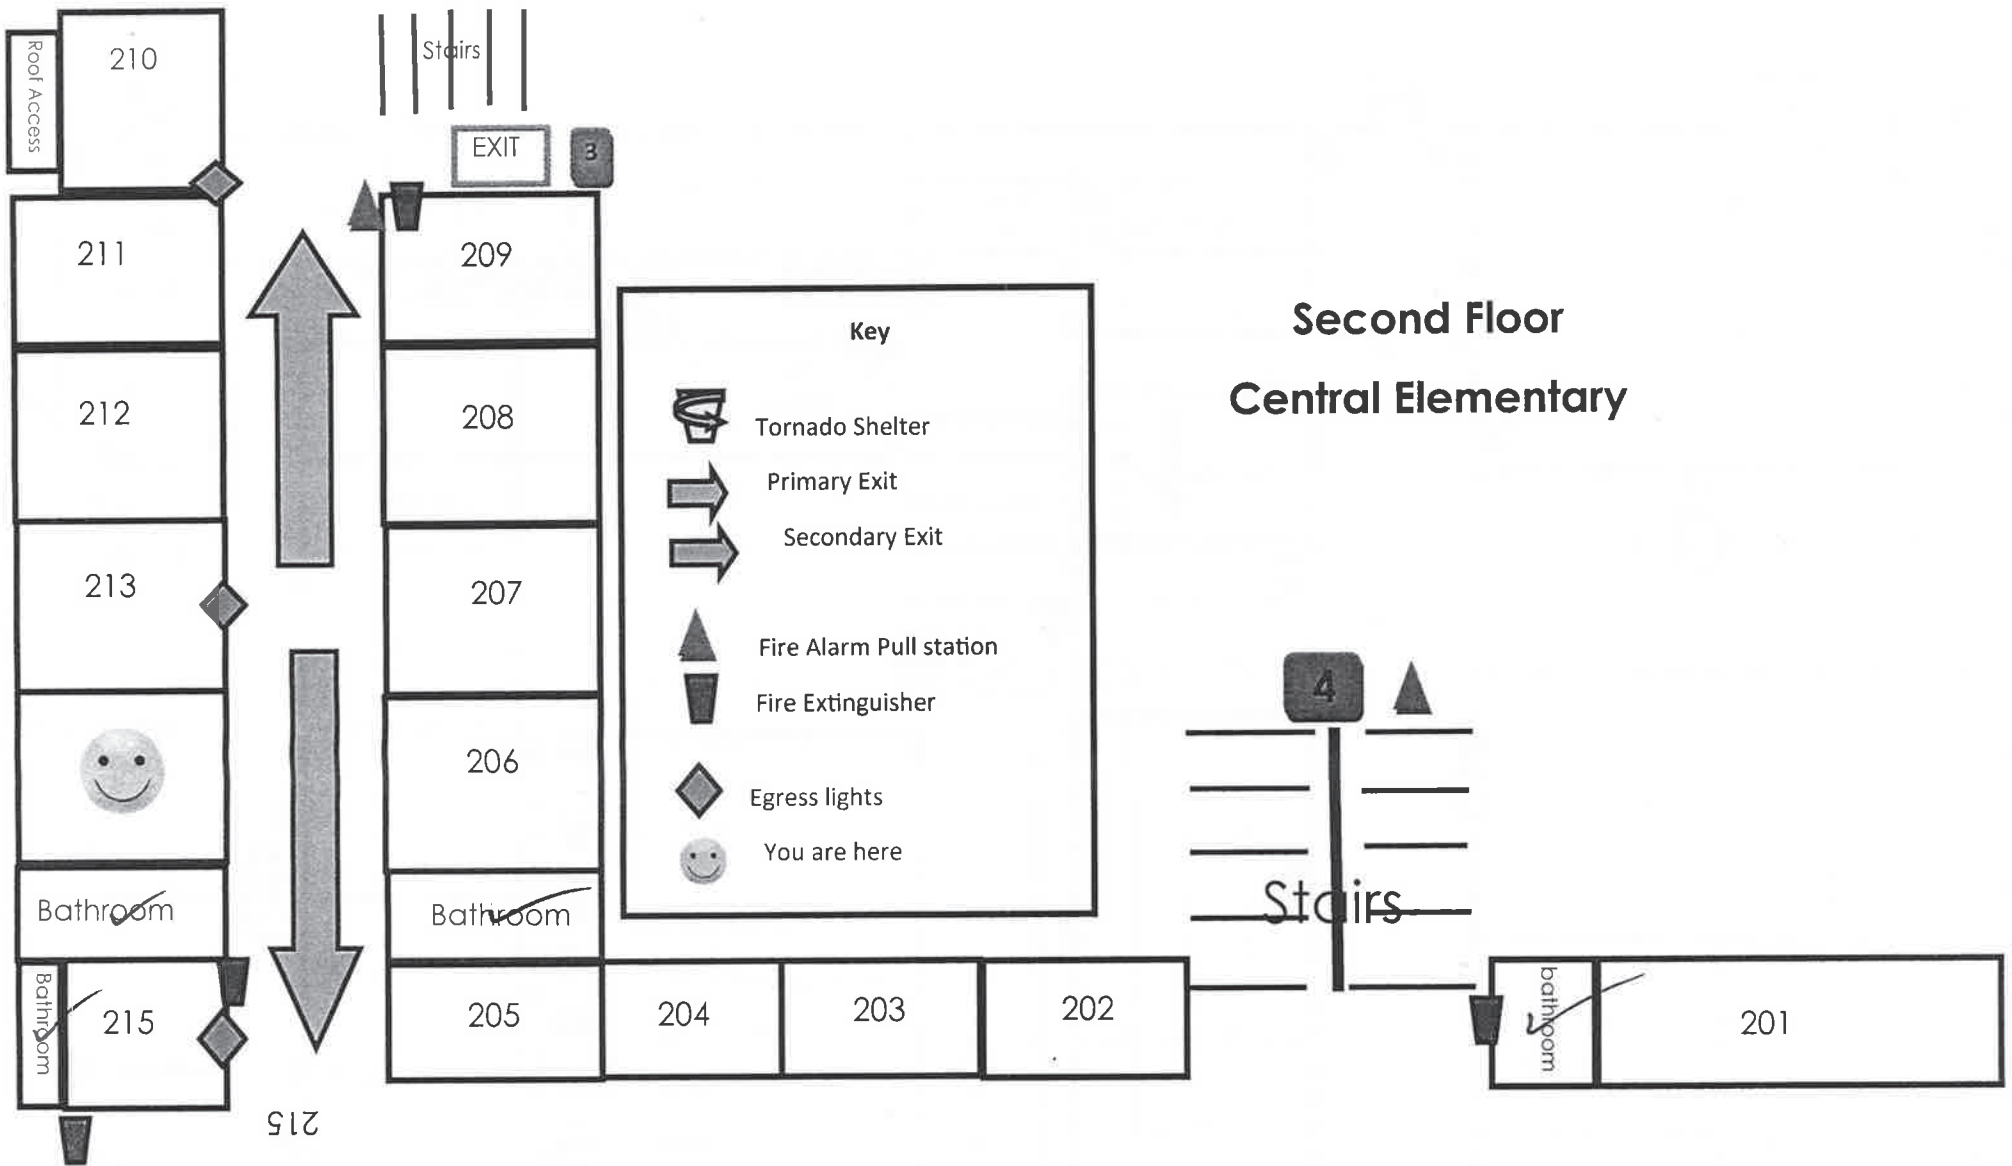 Roof Access
210
Stairs
EXIT
3
211
209
Key
Second Floor
Central Elementary
212
208
Tornado Shelter
Primary Exit
Secondary Exit
213
207
Fire Alarm Pull station
Fire Extinguisher
4
206
Egress lights
You are here
Bathroom
Bathroom
Stairs
Bathroom
215
205
204
203
202
bathroom
201
215